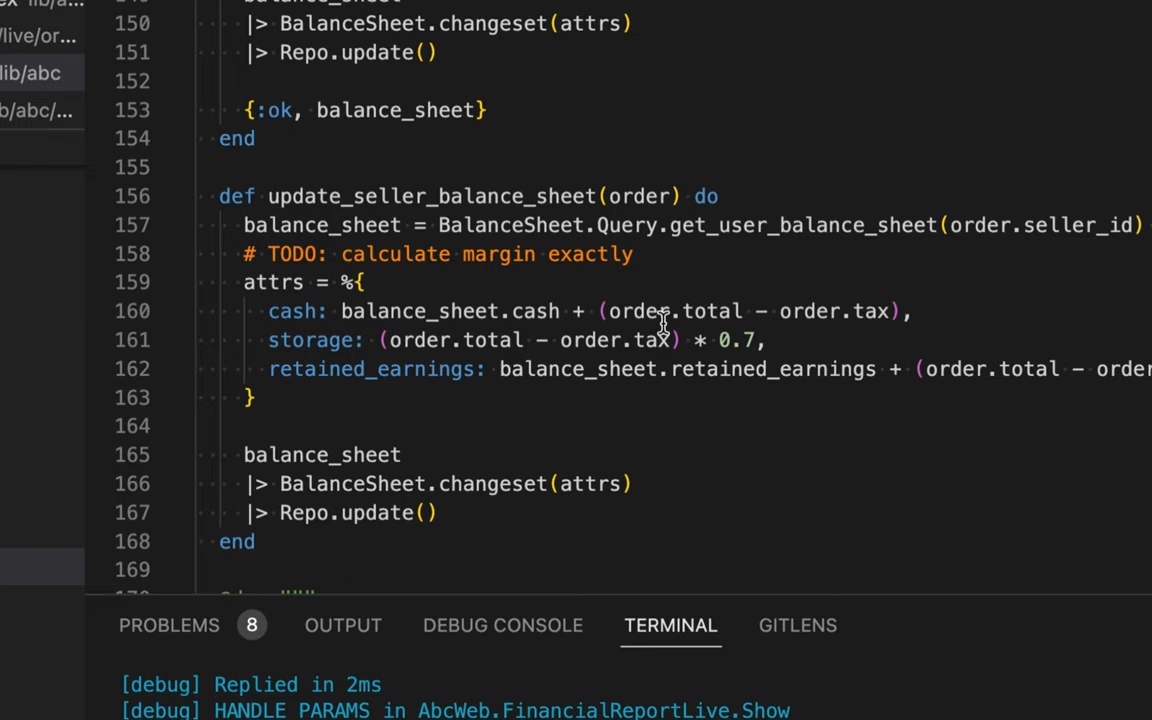 /live/or...
lib/abc
b/abc/...
150 |> BalanceSheet.changeset(attrs)
151 |> Repo.update()
152
153 {:ok, balance_sheet}
154 end
155
156 def update_seller_balance_sheet(order) do
157 balance_sheet = BalanceSheet.Query.get_user_balance_sheet(order.seller_id)
158 # TODO: calculate margin exactly
159 attrs = %{
160 cash: balance_sheet.cash + (order.total - order.tax),
161 storage: (order.total - order.tax) * 0.7,
162 retained_earnings: balance_sheet.retained_earnings + (order.total - order
163 }
164
165 balance_sheet
166 |> BalanceSheet.changeset(attrs)
167 |> Repo.update()
168 end
169
PROBLEMS 8 OUTPUT DEBUG CONSOLE TERMINAL GITLENS
[debug] Replied in 2ms
[debug] HANDLE PARAMS in AbcWeb.FinancialReportLive.Show